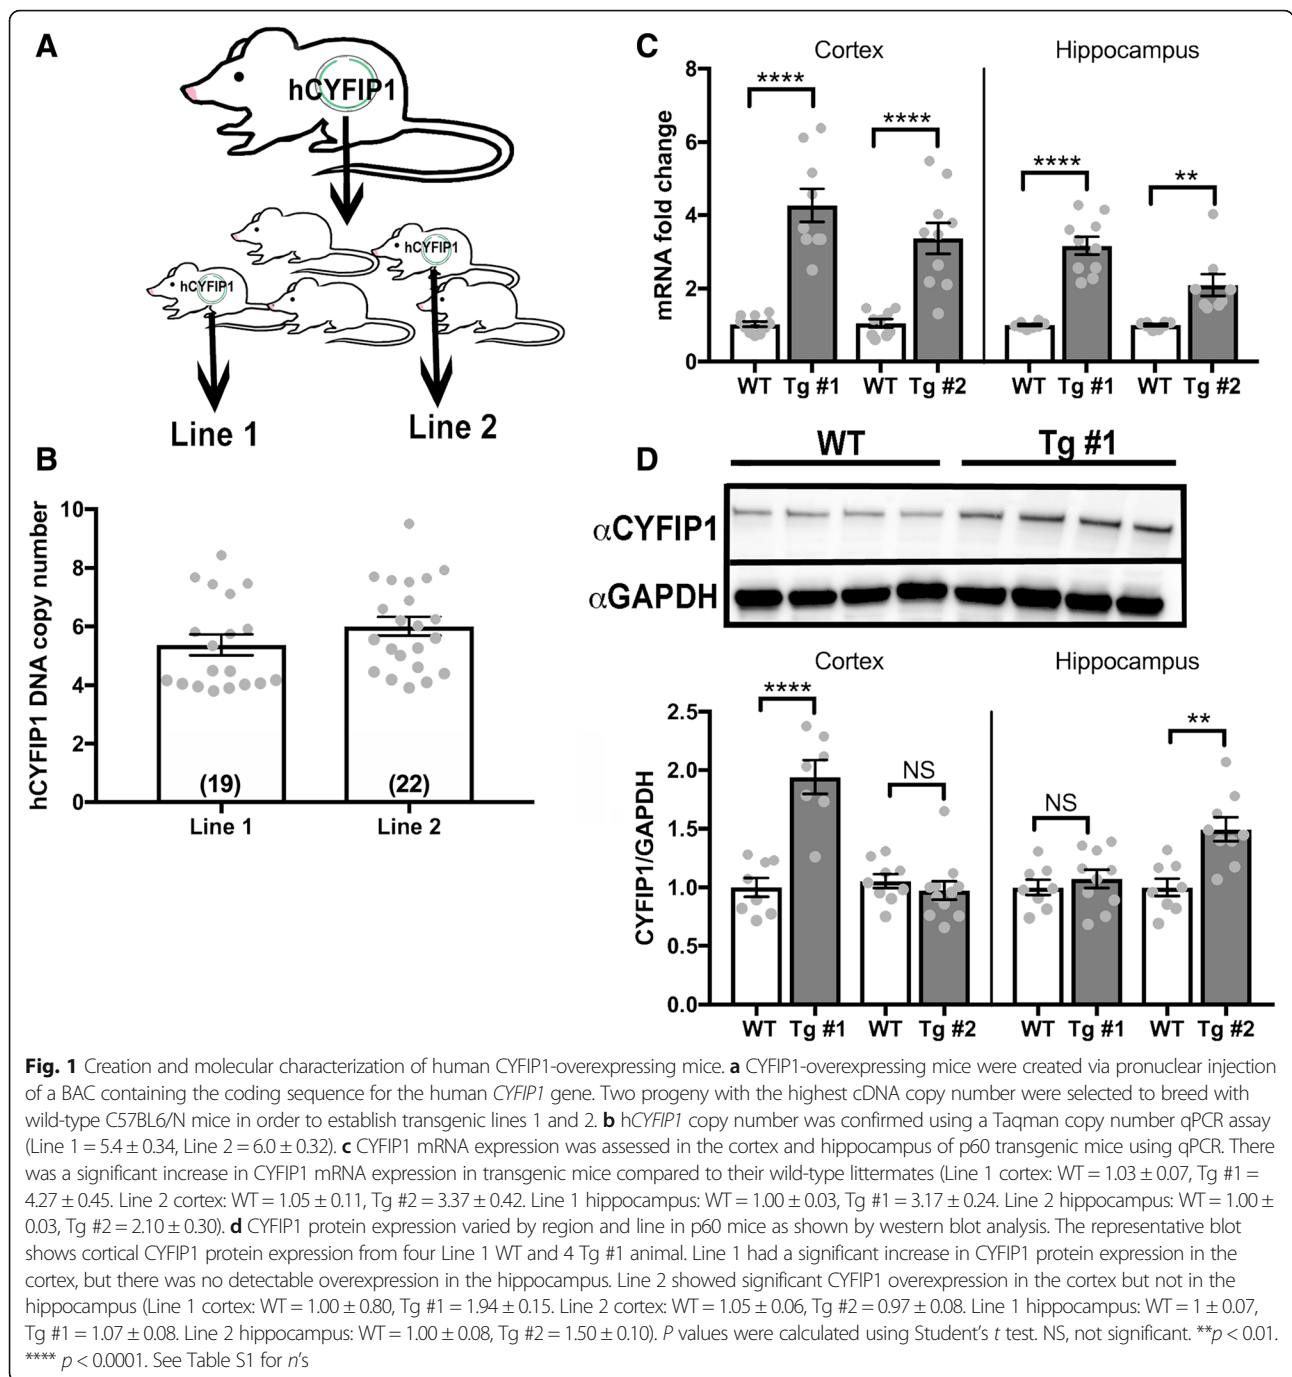 A
hCYFIP1
hCYFIP1
hCYFIP1
Line 1
Line 2
B
hCYFIP1 DNA copy number
10
8
6
4
2
0
(19)
(22)
Line 1
Line 2
C
Cortex
Hippocampus
mRNA fold change
8
6
4
2
0
****
****
****
**
WT Tg #1 WT Tg #2 WT Tg #1 WT Tg #2
D
WT
Tg #1
αCYFIP1
αGAPDH
Cortex
Hippocampus
CYFIP1/GAPDH
2.5
2.0
1.5
1.0
0.5
0.0
****
NS
NS
**
WT Tg #1 WT Tg #2 WT Tg #1 WT Tg #2
Fig. 1 Creation and molecular characterization of human CYFIP1-overexpressing mice. a CYFIP1-overexpressing mice were created via pronuclear injection
of a BAC containing the coding sequence for the human CYFIP1 gene. Two progeny with the highest cDNA copy number were selected to breed with
wild-type C57BL6/N mice in order to establish transgenic lines 1 and 2. b hCYFIP1 copy number was confirmed using a Taqman copy number qPCR assay
(Line 1 = 5.4 ± 0.34, Line 2 = 6.0 ± 0.32). c CYFIP1 mRNA expression was assessed in the cortex and hippocampus of p60 transgenic mice using qPCR. There
was a significant increase in CYFIP1 mRNA expression in transgenic mice compared to their wild-type littermates (Line 1 cortex: WT = 1.03 ± 0.07, Tg #1 =
4.27 ± 0.45. Line 2 cortex: WT = 1.05 ± 0.11, Tg #2 = 3.37 ± 0.42. Line 1 hippocampus: WT = 1.00 ± 0.03, Tg #1 = 3.17 ± 0.24. Line 2 hippocampus: WT = 1.00 ±
0.03, Tg #2 = 2.10 ± 0.30). d CYFIP1 protein expression varied by region and line in p60 mice as shown by western blot analysis. The representative blot
shows cortical CYFIP1 protein expression from four Line 1 WT and 4 Tg #1 animal. Line 1 had a significant increase in CYFIP1 protein expression in the
cortex, but there was no detectable overexpression in the hippocampus. Line 2 showed significant CYFIP1 overexpression in the cortex but not in the
hippocampus (Line 1 cortex: WT = 1.00 ± 0.80, Tg #1 = 1.94 ± 0.15. Line 2 cortex: WT = 1.05 ± 0.06, Tg #2 = 0.97 ± 0.08. Line 1 hippocampus: WT = 1 ± 0.07,
Tg #1 = 1.07 ± 0.08. Line 2 hippocampus: WT = 1.00 ± 0.08, Tg #2 = 1.50 ± 0.10). P values were calculated using Student's t test. NS, not significant. **p < 0.01.
**** p < 0.0001. See Table S1 for n's